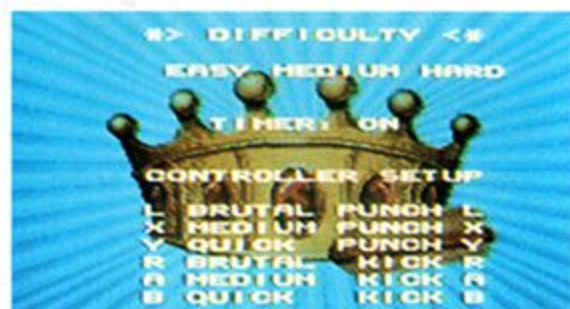 *> DIFFICULTY <*
EASY MEDIUM HARD
TIMER: ON
CONTROLLER SETUP
L BRUTAL PUNCH L
X MEDIUM PUNCH X
Y QUICK PUNCH Y
R BRUTAL KICK R
A MEDIUM KICK A
B QUICK KICK B